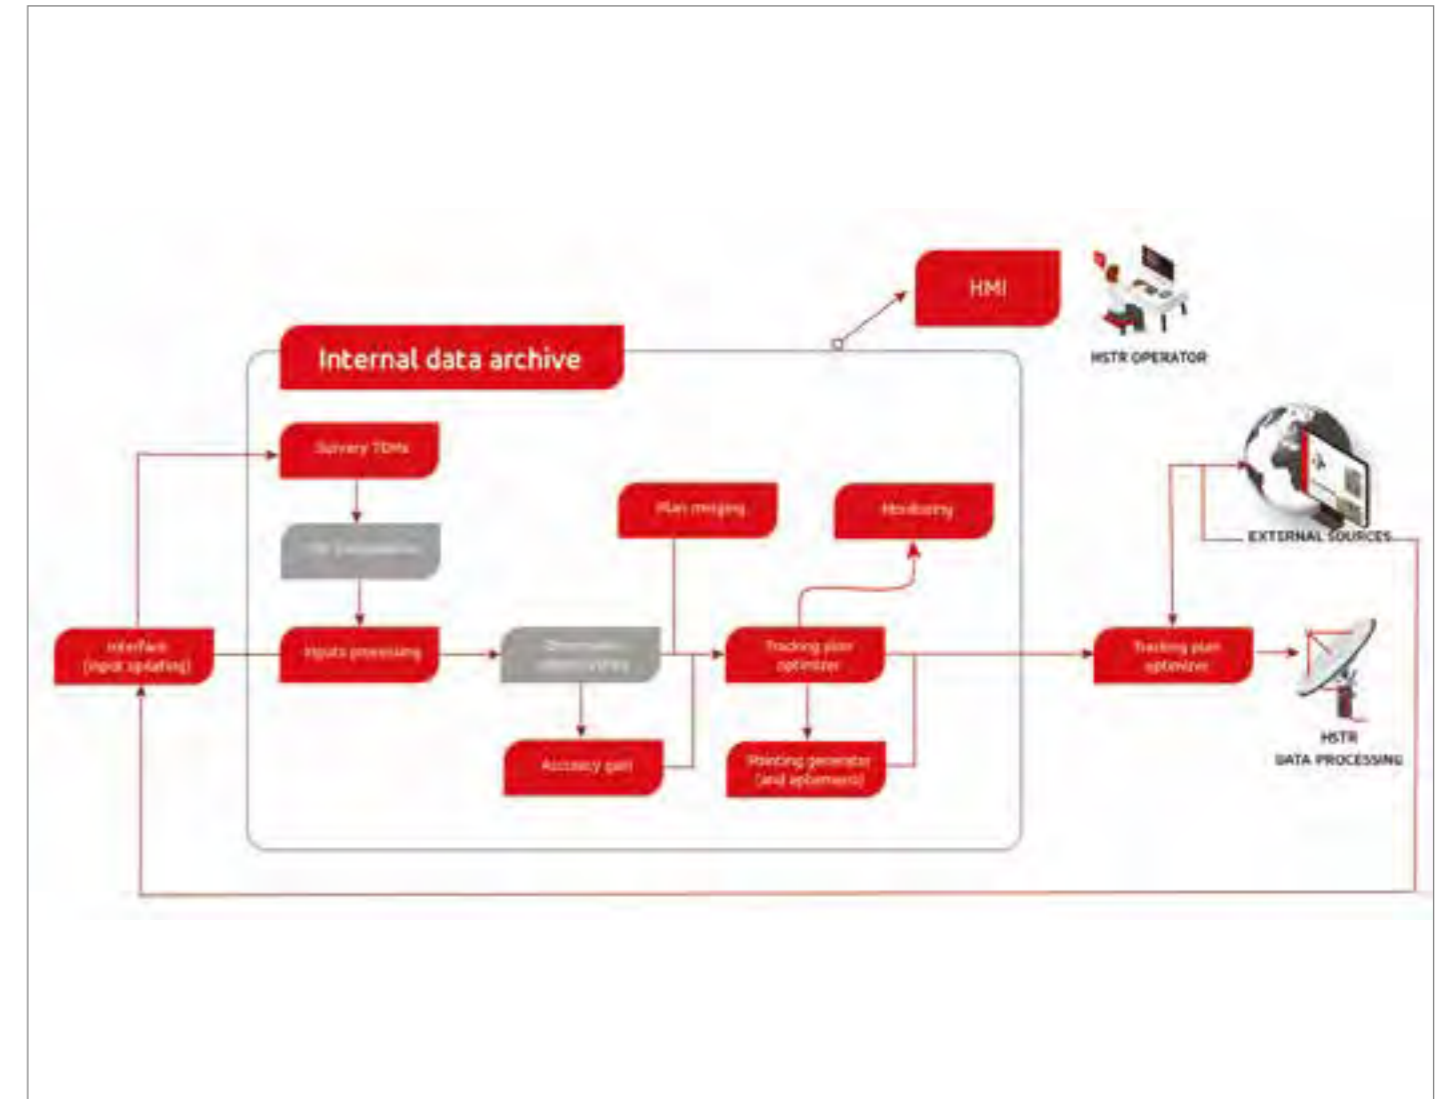 HMI
HSTR OPERATOR
Internal data archive
Survery TDMs
EXTERNAL SOURCES
Plan merging
Monitoring
Interface
(input updating)
Inputs processing
Tracking plan
optimizer
Tracking plan
optimizer
Accuracy gain
Pointing generator
(and ephemeris)
HSTR
DATA PROCESSING